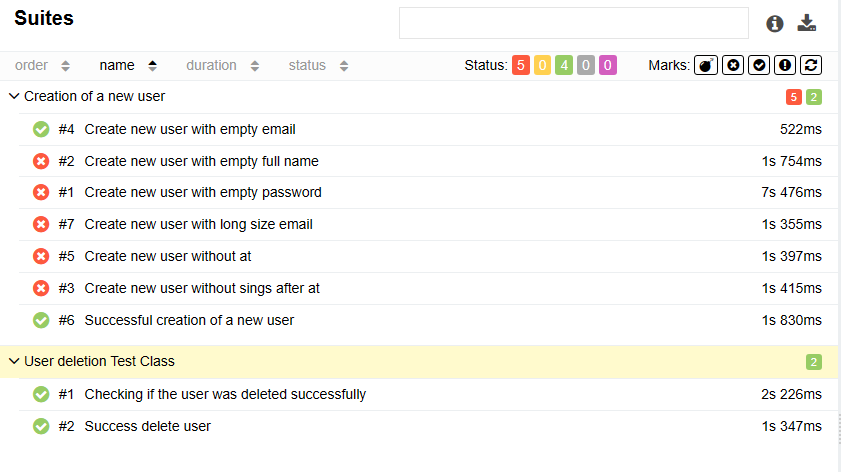 Suites
order name duration status Status: 5 0 4 0 0 Marks:
Creation of a new user 5 2
#4 Create new user with empty email 522ms
#2 Create new user with empty full name 1s 754ms
#1 Create new user with empty password 7s 476ms
#7 Create new user with long size email 1s 355ms
#5 Create new user without at 1s 397ms
#3 Create new user without sings after at 1s 415ms
#6 Successful creation of a new user 1s 830ms
User deletion Test Class 2
#1 Checking if the user was deleted successfully 2s 226ms
#2 Success delete user 1s 347ms